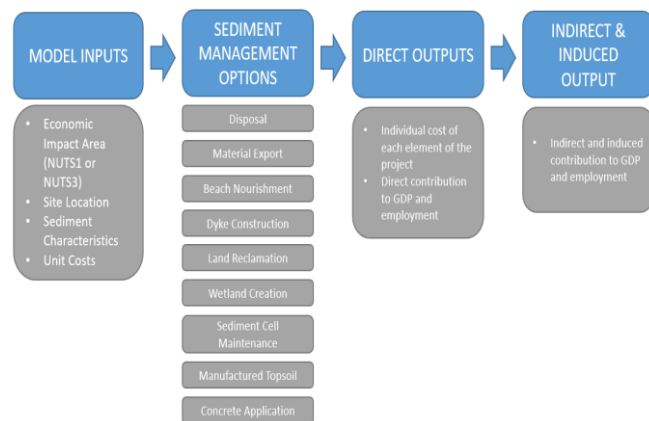 MODEL INPUTS
• Economic
Impact Area
(NUTS1 or
NUTS3)
• Site Location
• Sediment
Characteristics
• Unit Costs
SEDIMENT
MANAGEMENT
OPTIONS
Disposal
Material Export
Beach Nourishment
Dyke Construction
Land Reclamation
Wetland Creation
Sediment Cell
Maintenance
Manufactured Topsoil
Concrete Application
DIRECT OUTPUTS
• Individual cost of
each element of the
project
• Direct contribution
to GDP and
employment
INDIRECT &
INDUCED
OUTPUT
• Indirect and induced
contribution to GDP
and employment